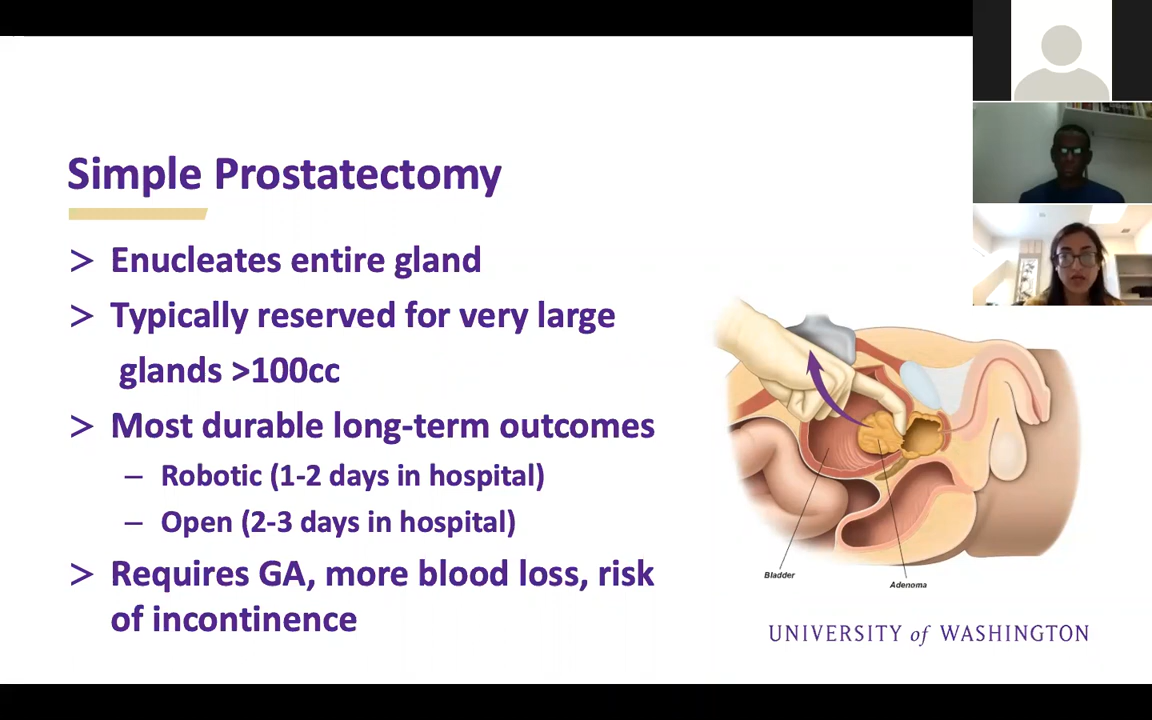 Simple Prostatectomy
> Enucleates entire gland
> Typically reserved for very large
glands >100cc
> Most durable long-term outcomes
– Robotic (1-2 days in hospital)
– Open (2-3 days in hospital)
> Requires GA, more blood loss, risk
of incontinence
Bladder
Adenoma
UNIVERSITY of WASHINGTON